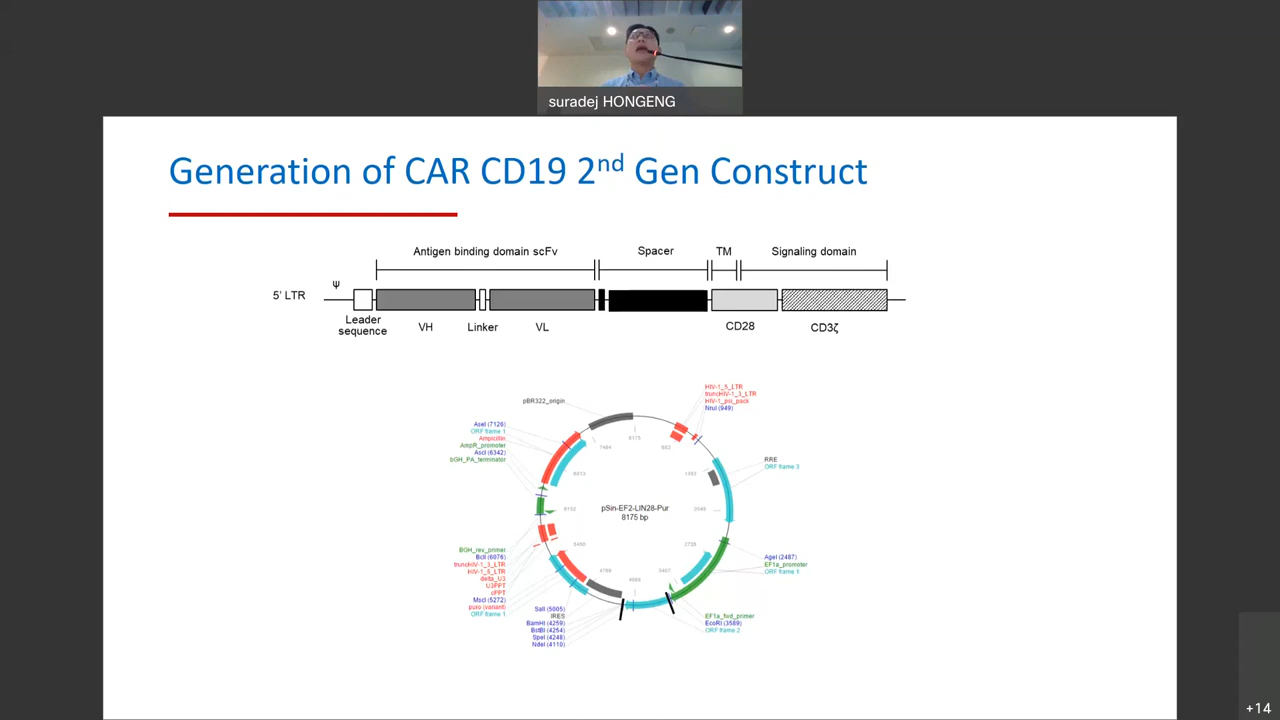 suradej HONGENG
Generation of CAR CD19 2nd Gen Construct
Antigen binding domain scFv
Spacer
TM
Signaling domain
ψ
5' LTR
Leader
sequence
VH
Linker
VL
CD28
CD3ζ
HIV-1_5_LTR
truncHIV-1_3_LTR
HIV-1_psi_pack
NruI (949)
pBR322_origin
AseI (7126)
ORF frame 1
Ampicillin
AmpR_promoter
AscI (6342)
bGH_PA_terminator
RRE
ORF frame 3
pSin-EF2-LIN28-Pur
8175 bp
8175
BGH_rev_primer
BclI (6076)
truncHIV-1_3_LTR
HIV-1_5_LTR
delta_U3
U3PPT
cPPT
MscI (5272)
puro (variant)
ORF frame 1
AgeI (2487)
EF1a_promoter
ORF frame 1
SalI (5005)
IRES
BamHI (4259)
BstBI (4254)
SpeI (4248)
NdeI (4110)
EF1a_fwd_primer
EcoRI (3589)
ORF frame 2
+14